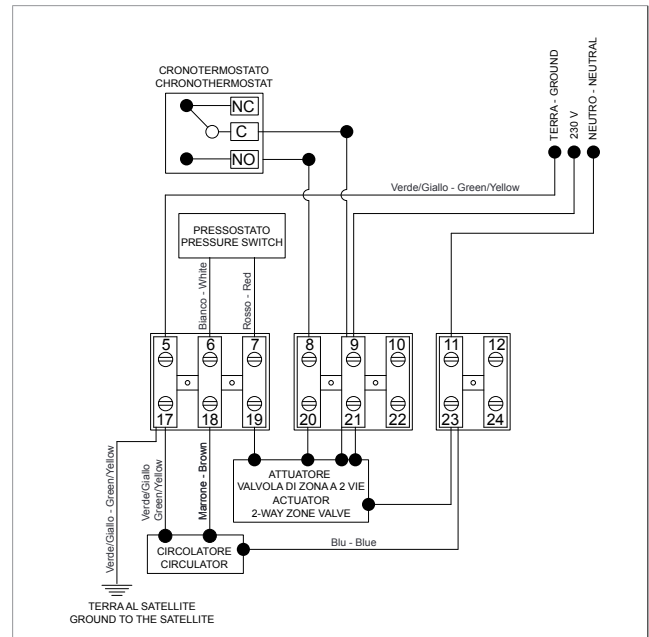 CRONOTERMOSTATO
CHRONOTHERMOSTAT
NC
C
NO
TERRA - GROUND
230 V
NEUTRO - NEUTRAL
Verde/Giallo - Green/Yellow
PRESSOSTATO
PRESSURE SWITCH
Bianco - White
Rosso - Red
5 6 7
8 9 10
11 12
17 18 19
20 21 22
23 24
Verde/Giallo - Green/Yellow
Verde/Giallo
Green/Yellow
Marrone - Brown
ATTUATORE
VALVOLA DI ZONA A 2 VIE
ACTUATOR
2-WAY ZONE VALVE
Blu - Blue
CIRCOLATORE
CIRCULATOR
TERRA AL SATELLITE
GROUND TO THE SATELLITE